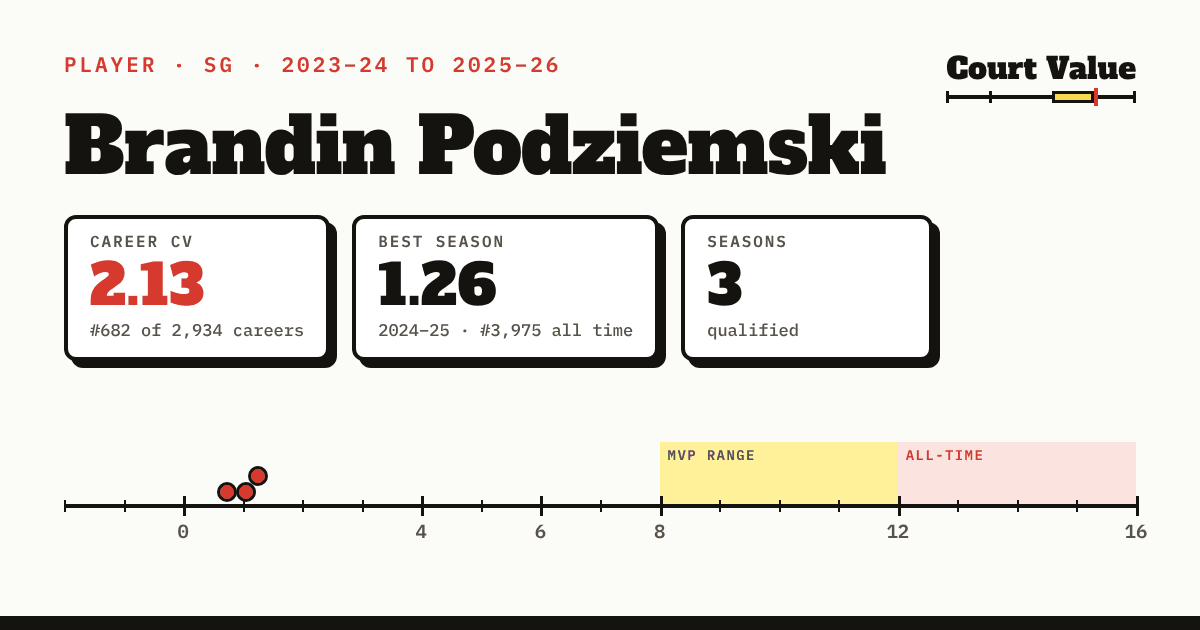 PLAYER · SG · 2023–24 TO 2025–26
Court Value
Brandin Podziemski
CAREER CV
2.13
#682 of 2,934 careers
BEST SEASON
1.26
2024–25 · #3,975 all time
SEASONS
3
qualified
MVP RANGE
ALL-TIME
0 4 6 8 12 16